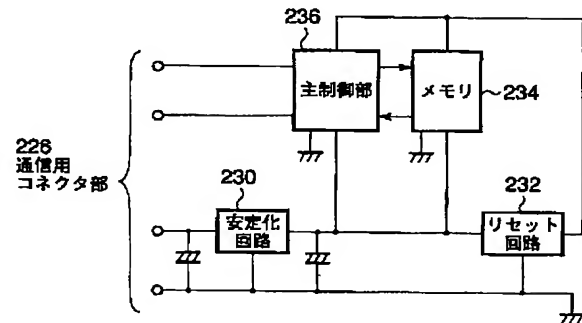 236
主制御部
メモリ
234
226
通信用
コネクタ部
230
安定化
回路
232
リセット
回路